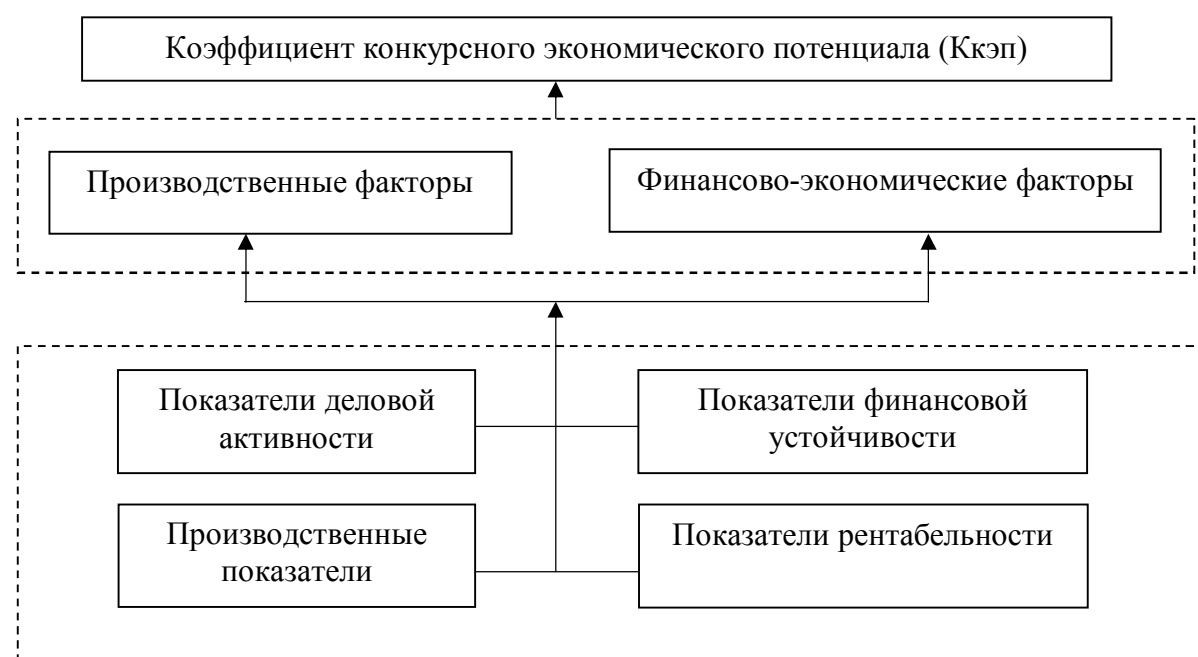 Коэффициент конкурсного экономического потенциала (Ккэп)
Производственные факторы
Финансово-экономические факторы
Показатели деловой
активности
Показатели финансовой
устойчивости
Производственные
показатели
Показатели рентабельности